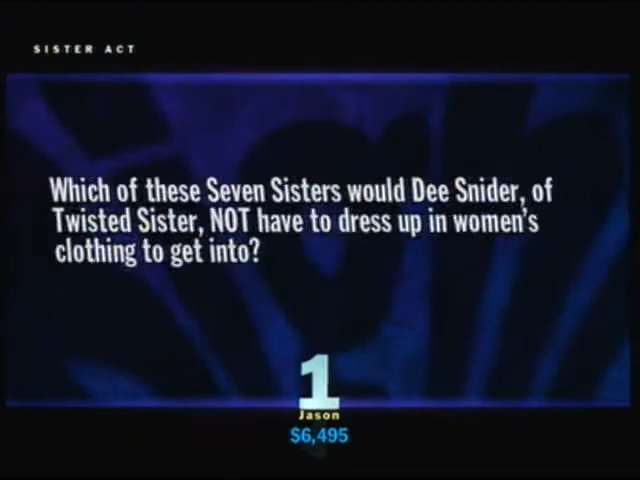 SISTER ACT
Which of these Seven Sisters would Dee Snider, of
Twisted Sister, NOT have to dress up in women's
clothing to get into?
1
Jason
$6,495